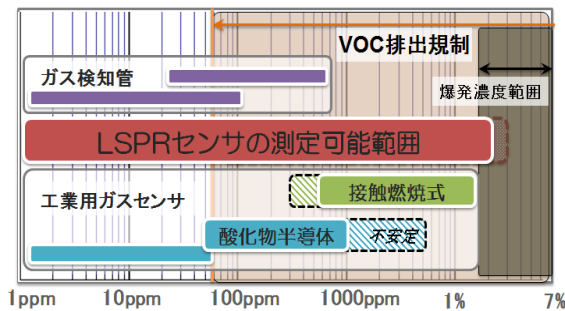 VOC排出規制
ガス検知管
爆発濃度範囲
LSPRセンサの測定可能範囲
工業用ガスセンサ
接触燃焼式
酸化物半導体
不安定
1ppm 10ppm 100ppm 1000ppm 1% 7%